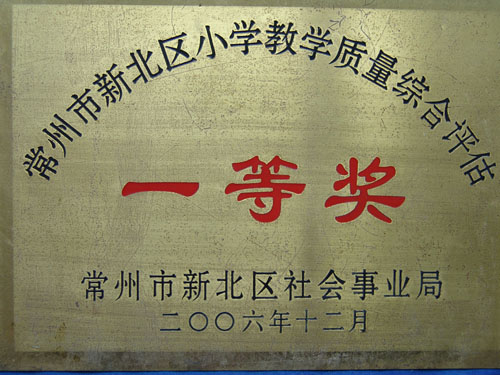 常州市新北区小学教学质量综合评估
一等奖
常州市新北区社会事业局
二〇〇六年十二月